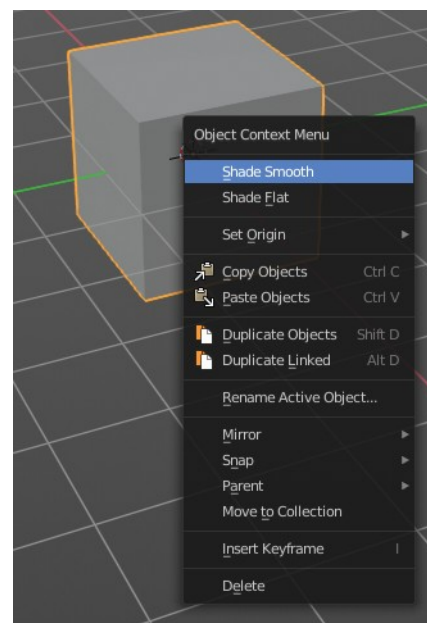 Object Context Menu
Shade Smooth
Shade Flat
Set Origin
Copy Objects Ctrl C
Paste Objects Ctrl V
Duplicate Objects Shift D
Duplicate Linked Alt D
Rename Active Object...
Mirror
Snap
Parent
Move to Collection
Insert Keyframe I
Delete